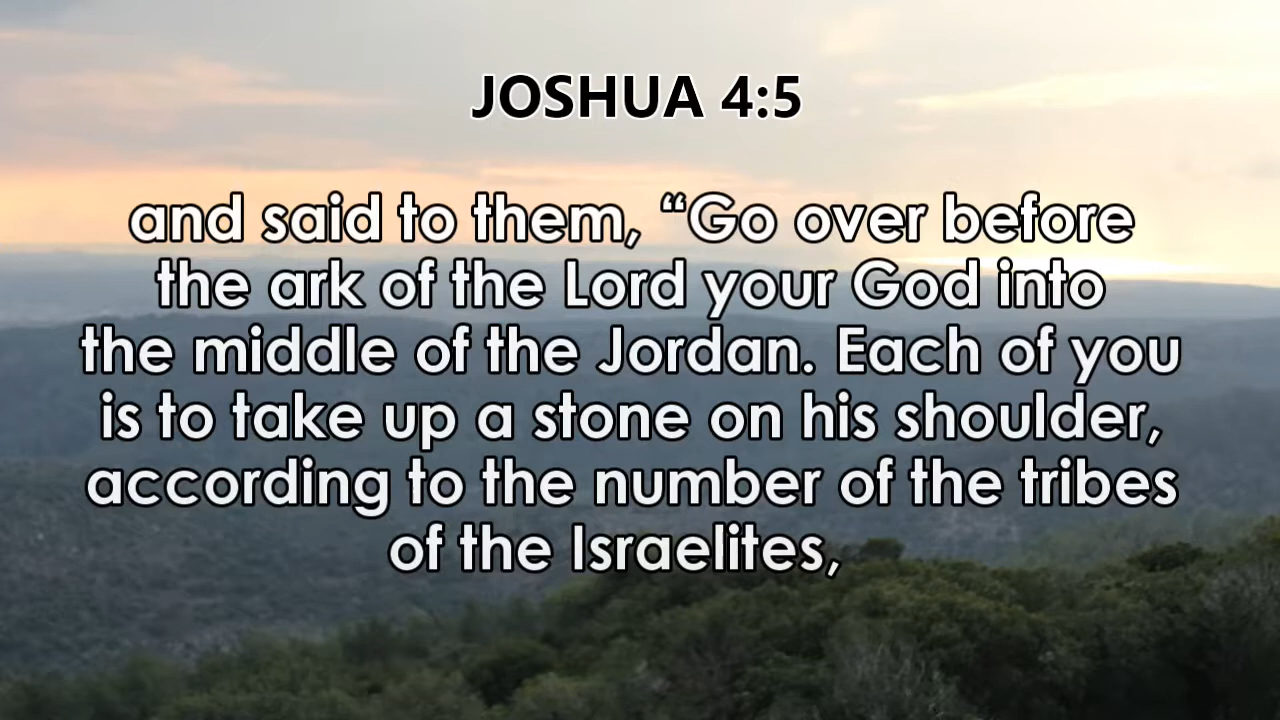 JOSHUA 4:5
and said to them, “Go over before
the ark of the Lord your God into
the middle of the Jordan. Each of you
is to take up a stone on his shoulder,
according to the number of the tribes
of the Israelites,